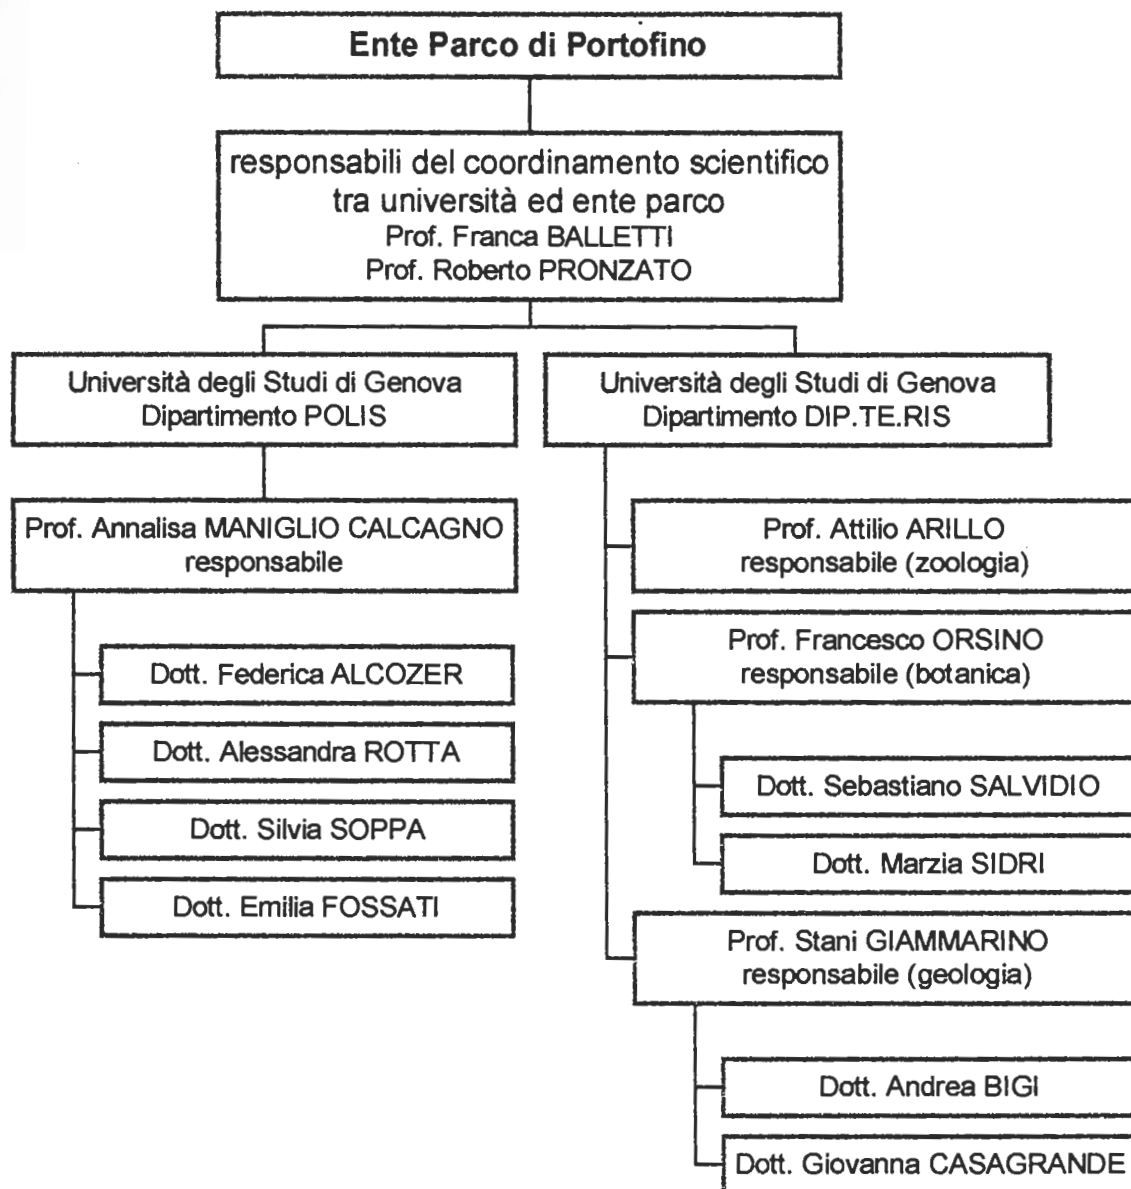 Ente Parco di Portofino
responsabili del coordinamento scientifico
tra università ed ente parco
Prof. Franca BALLETTI
Prof. Roberto PRONZATO
Università degli Studi di Genova
Dipartimento POLIS
Prof. Annalisa MANIGLIO CALCAGNO
responsabile
Dott. Federica ALCOZER
Dott. Alessandra ROTTA
Dott. Silvia SOPPA
Dott. Emilia FOSSATI
Università degli Studi di Genova
Dipartimento DIP.TE.RIS
Prof. Attilio ARILLO
responsabile (zoologia)
Prof. Francesco ORSINO
responsabile (botanica)
Dott. Sebastiano SALVIDIO
Dott. Marzia SIDRI
Prof. Stani GIAMMARINO
responsabile (geologia)
Dott. Andrea BIGI
Dott. Giovanna CASAGRANDE